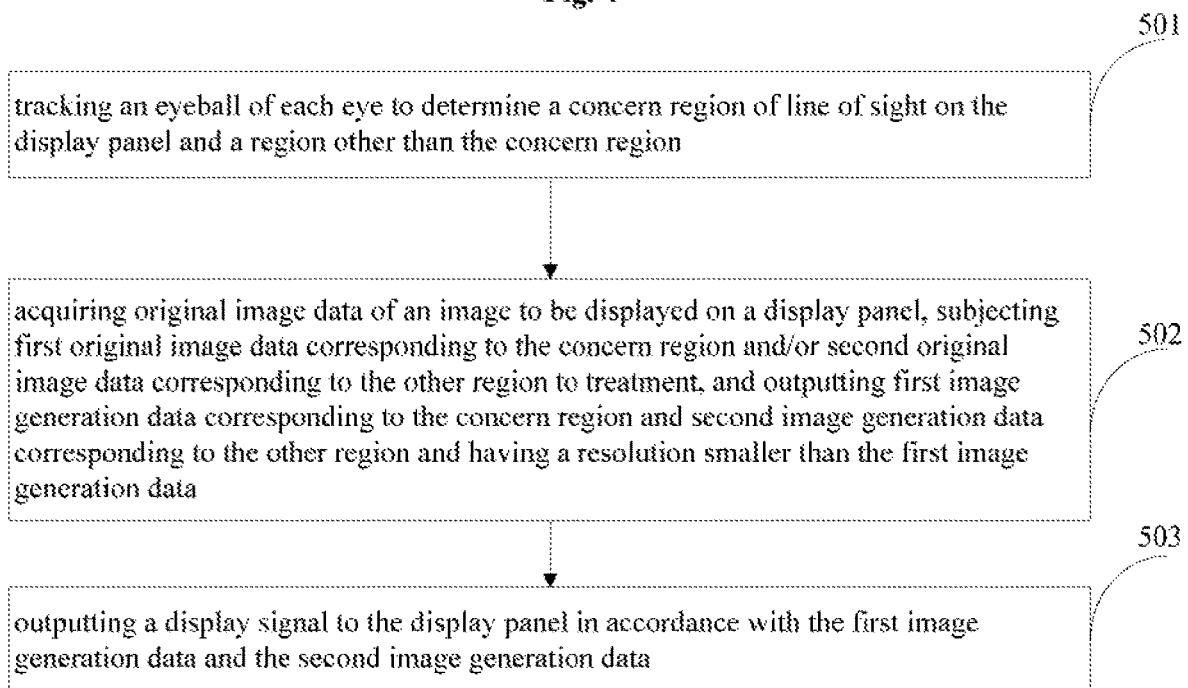 501
tracking an eyeball of each eye to determine a concern region of line of sight on the
display panel and a region other than the concern region
acquiring original image data of an image to be displayed on a display panel, subjecting
first original image data corresponding to the concern region and/or second original
502
image data corresponding to the other region to treatment, and outputting first image
generation data corresponding to the concern region and second image generation data
corresponding to the other region and having a resolution smaller than the first image
generation data
503
outputting a display signal to the display panel in accordance with the first image
generation data and the second image generation data